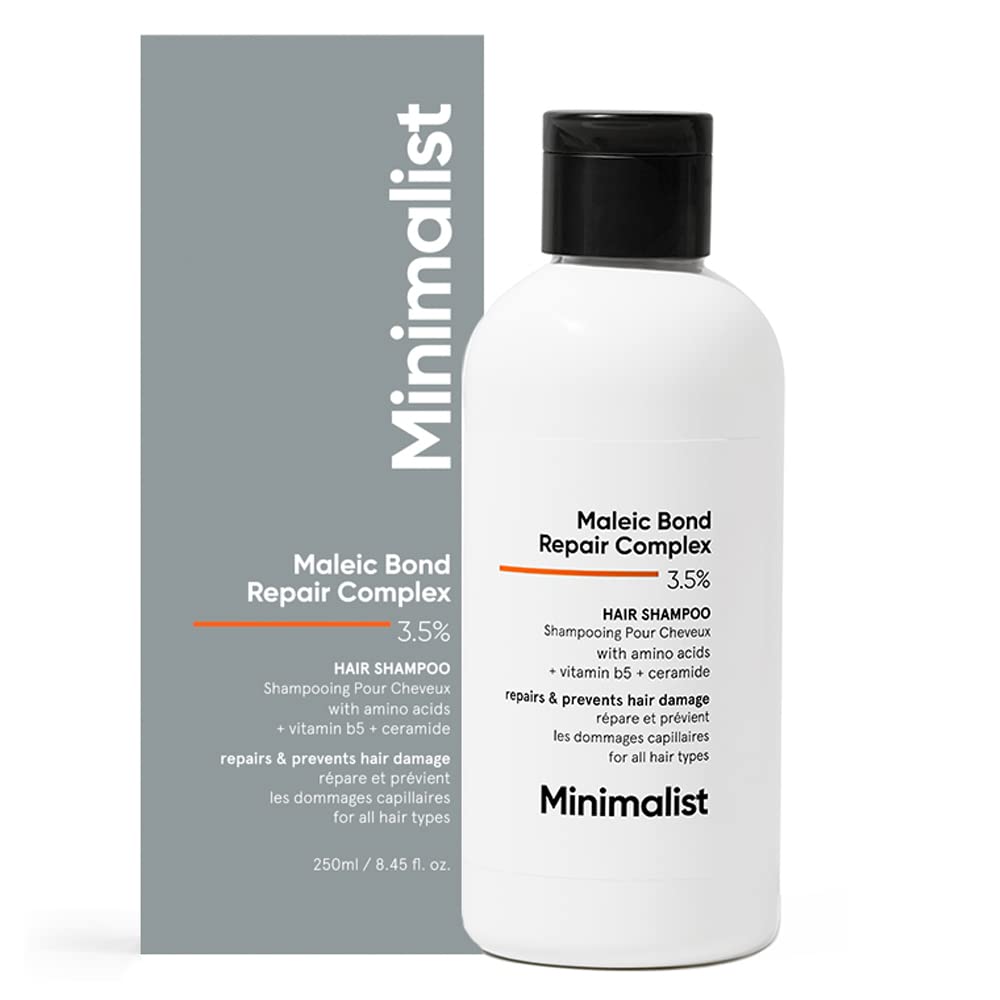 Minimalist
Maleic Bond
Repair Complex
3.5%
HAIR SHAMPOO
Shampooing Pour Cheveux
with amino acids
+ vitamin b5 + ceramide
repairs & prevents hair damage
répare et prévient
les dommages capillaires
for all hair types
250ml / 8.45 fl. oz.
Maleic Bond
Repair Complex
3.5%
HAIR SHAMPOO
Shampooing Pour Cheveux
with amino acids
+ vitamin b5 + ceramide
repairs & prevents hair damage
répare et prévient
les dommages capillaires
for all hair types
Minimalist